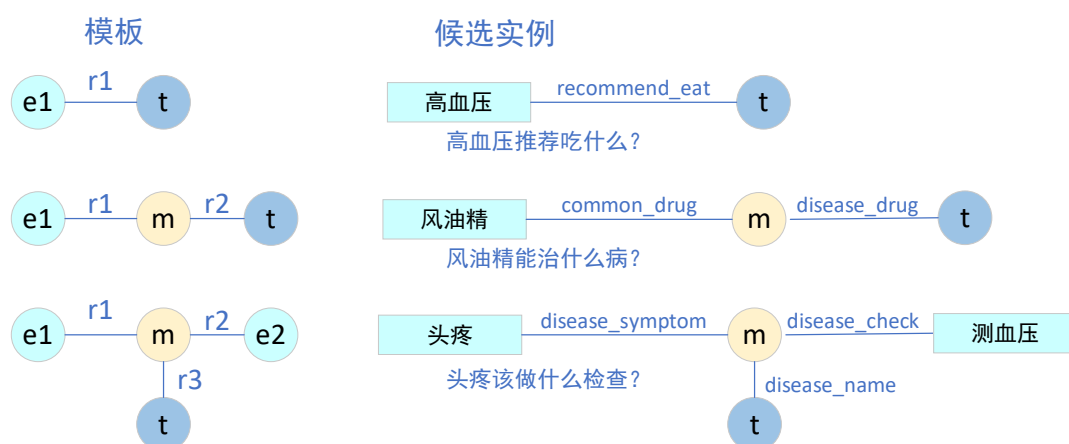 模板 候选实例
e1 r1 t 高血压 recommend_eat t
高血压推荐吃什么？
e1 r1 m r2 t 风油精 common_drug m disease_drug t
风油精能治什么病？
e1 r1 m r2 e2 头疼 disease_symptom m disease_check 测血压
头疼该做什么检查？
r3 disease_name
t t